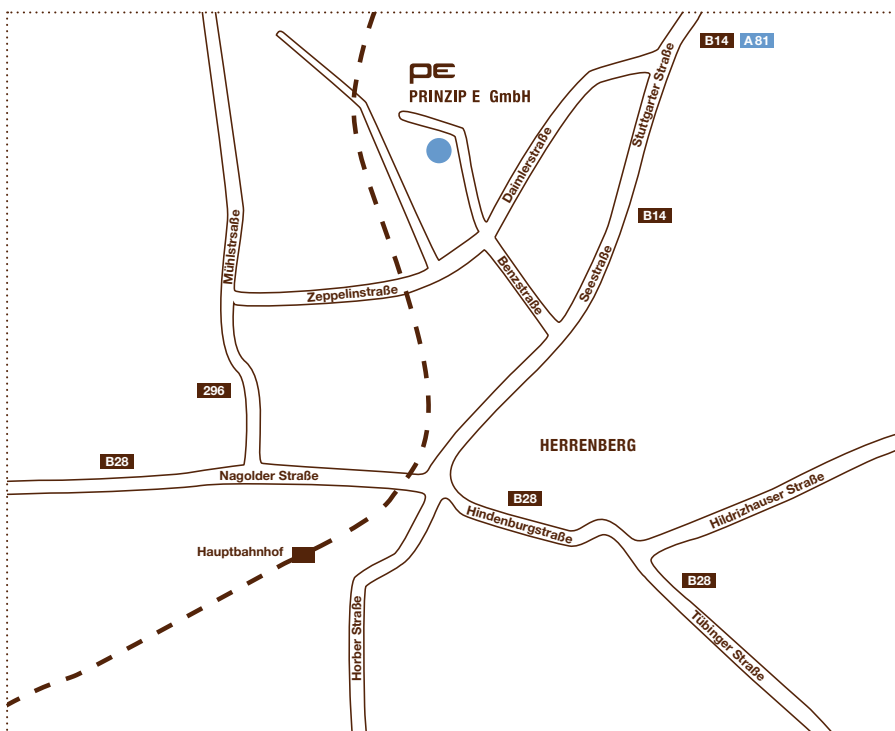 B14 A81
pE
PRINZIP E GmbH
Stuttgarter Straße
Daimlerstraße
B14
Mühlstrsaße
Benzstraße
Seestraße
Zeppelinstraße
296
HERRENBERG
B28
Nagolder Straße
B28
Hildrizhauser Straße
Hindenburgstraße
Hauptbahnhof
B28
Horber Straße
Tübinger Straße